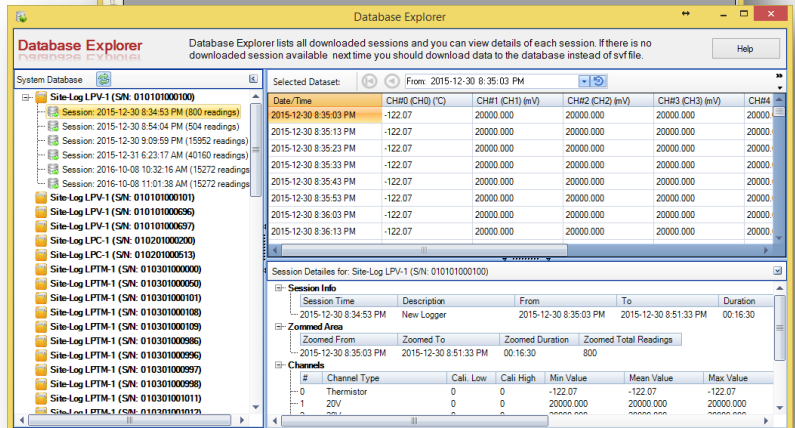 Database Explorer
Database Explorer
Database Explorer lists all downloaded sessions and you can view details of each session. If there is no
downloaded session available next time you should download data to the database instead of svf file.
Help
System Database
Site-Log LPV-1 (S/N: 010101000100)
Session: 2015-12-30 8:34:53 PM (800 readings)
Session: 2015-12-30 8:54:04 PM (504 readings)
Session: 2015-12-30 9:09:59 PM (15952 readings)
Session: 2015-12-31 6:23:17 AM (40160 readings)
Session: 2016-10-08 10:32:16 AM (15272 readings
Session: 2016-10-08 11:01:38 AM (15272 readings
Site-Log LPV-1 (S/N: 010101000101)
Site-Log LPV-1 (S/N: 010101000696)
Site-Log LPV-1 (S/N: 010101000697)
Site-Log LPC-1 (S/N: 010201000200)
Site-Log LPC-1 (S/N: 010201000513)
Site-Log LPTM-1 (S/N: 010301000000)
Site-Log LPTM-1 (S/N: 010301000050)
Site-Log LPTM-1 (S/N: 010301000101)
Site-Log LPTM-1 (S/N: 010301000108)
Site-Log LPTM-1 (S/N: 010301000109)
Site-Log LPTM-1 (S/N: 010301000986)
Site-Log LPTM-1 (S/N: 010301000996)
Site-Log LPTM-1 (S/N: 010301000997)
Site-Log LPTM-1 (S/N: 010301000998)
Site-Log LPTM-1 (S/N: 010301001011)
Site-Log LPTM-1 (S/N: 010301001012)
Selected Dataset: From: 2015-12-30 8:35:03 PM
Date/Time CH#0 (CH0) (°C) CH#1 (CH1) (mV) CH#2 (CH2) (mV) CH#3 (CH3) (mV) CH#4
2015-12-30 8:35:03 PM -122.07 20000.000 20000.000 20000.000 20000.
2015-12-30 8:35:13 PM -122.07 20000.000 20000.000 20000.000 20000.
2015-12-30 8:35:23 PM -122.07 20000.000 20000.000 20000.000 20000.
2015-12-30 8:35:33 PM -122.07 20000.000 20000.000 20000.000 20000.
2015-12-30 8:35:43 PM -122.07 20000.000 20000.000 20000.000 20000.
2015-12-30 8:35:53 PM -122.07 20000.000 20000.000 20000.000 20000.
2015-12-30 8:36:03 PM -122.07 20000.000 20000.000 20000.000 20000.
2015-12-30 8:36:13 PM -122.07 20000.000 20000.000 20000.000 20000.
Session Detailes for: Site-Log LPV-1 (S/N: 010101000100)
Session Info
Session Time Description From To Duration
2015-12-30 8:34:53 PM New Logger 2015-12-30 8:35:03 PM 2015-12-30 8:51:33 PM 00:16:30
Zommed Area
Zoomed From Zoomed To Zoomed Duration Zoomed Total Readings
2015-12-30 8:35:03 PM 2015-12-30 8:51:33 PM 00:16:30 800
Channels
# Channel Type Cali. Low Cali High Min Value Mean Value Max Value
0 Thermistor 0 0 -122.07 -122.07 -122.07
1 20V 0 0 20000.000 20000.000 20000.000